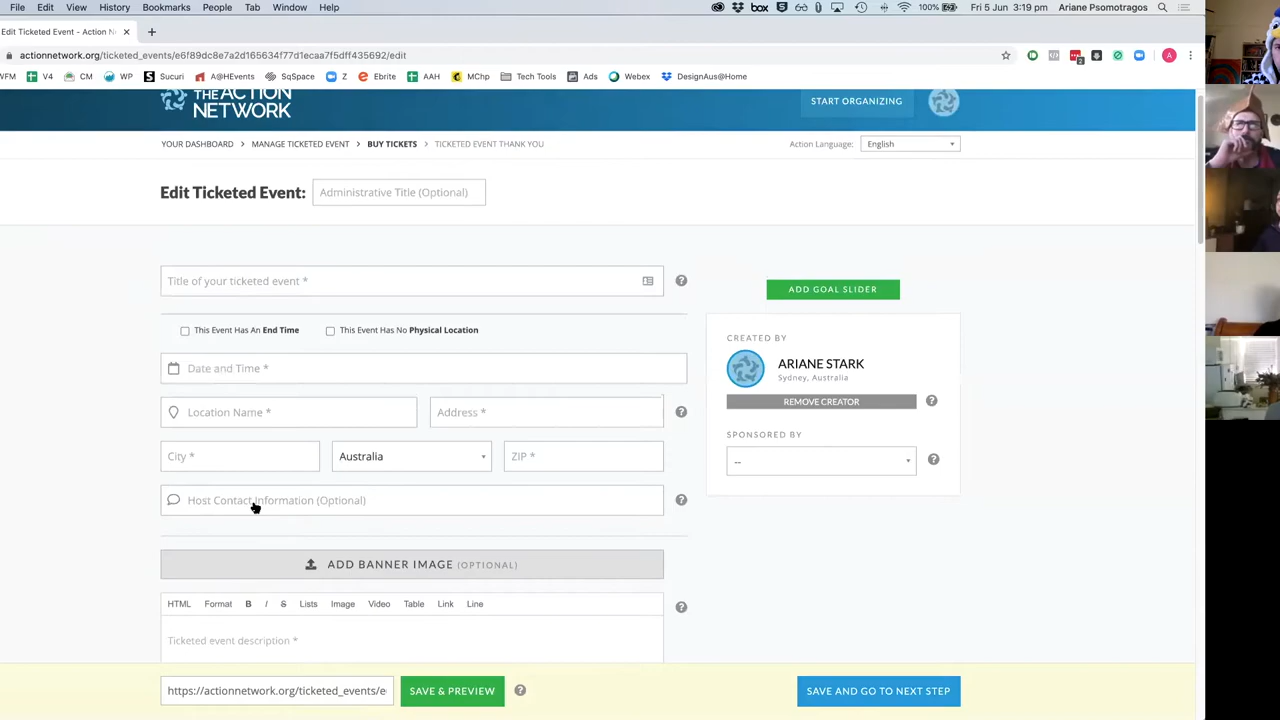 File Edit View History Bookmarks People Tab Window Help box 100% Fri 5 Jun 3:19 pm Ariane Psomotragos
Edit Ticketed Event - Action N
actionnetwork.org/ticketed_events/e6f89dc8e7a2d165634f77d1ecaa7f5dff435692/edit
WFM V4 CM WP Sucuri A@HEvents SqSpace Z Ebrite AAH MChp Tech Tools Ads Webex DesignAus@Home
THE ACTION
NETWORK
START ORGANIZING
YOUR DASHBOARD MANAGE TICKETED EVENT BUY TICKETS TICKETED EVENT THANK YOU Action Language: English
Edit Ticketed Event: Administrative Title (Optional)
Title of your ticketed event *
ADD GOAL SLIDER
This Event Has An End Time This Event Has No Physical Location
CREATED BY
Date and Time *
ARIANE STARK
Sydney, Australia
REMOVE CREATOR
Location Name * Address *
SPONSORED BY
City * Australia ZIP * --
Host Contact Information (Optional)
ADD BANNER IMAGE (OPTIONAL)
HTML Format B I S Lists Image Video Table Link Line
Ticketed event description *
https://actionnetwork.org/ticketed_events/e SAVE & PREVIEW SAVE AND GO TO NEXT STEP